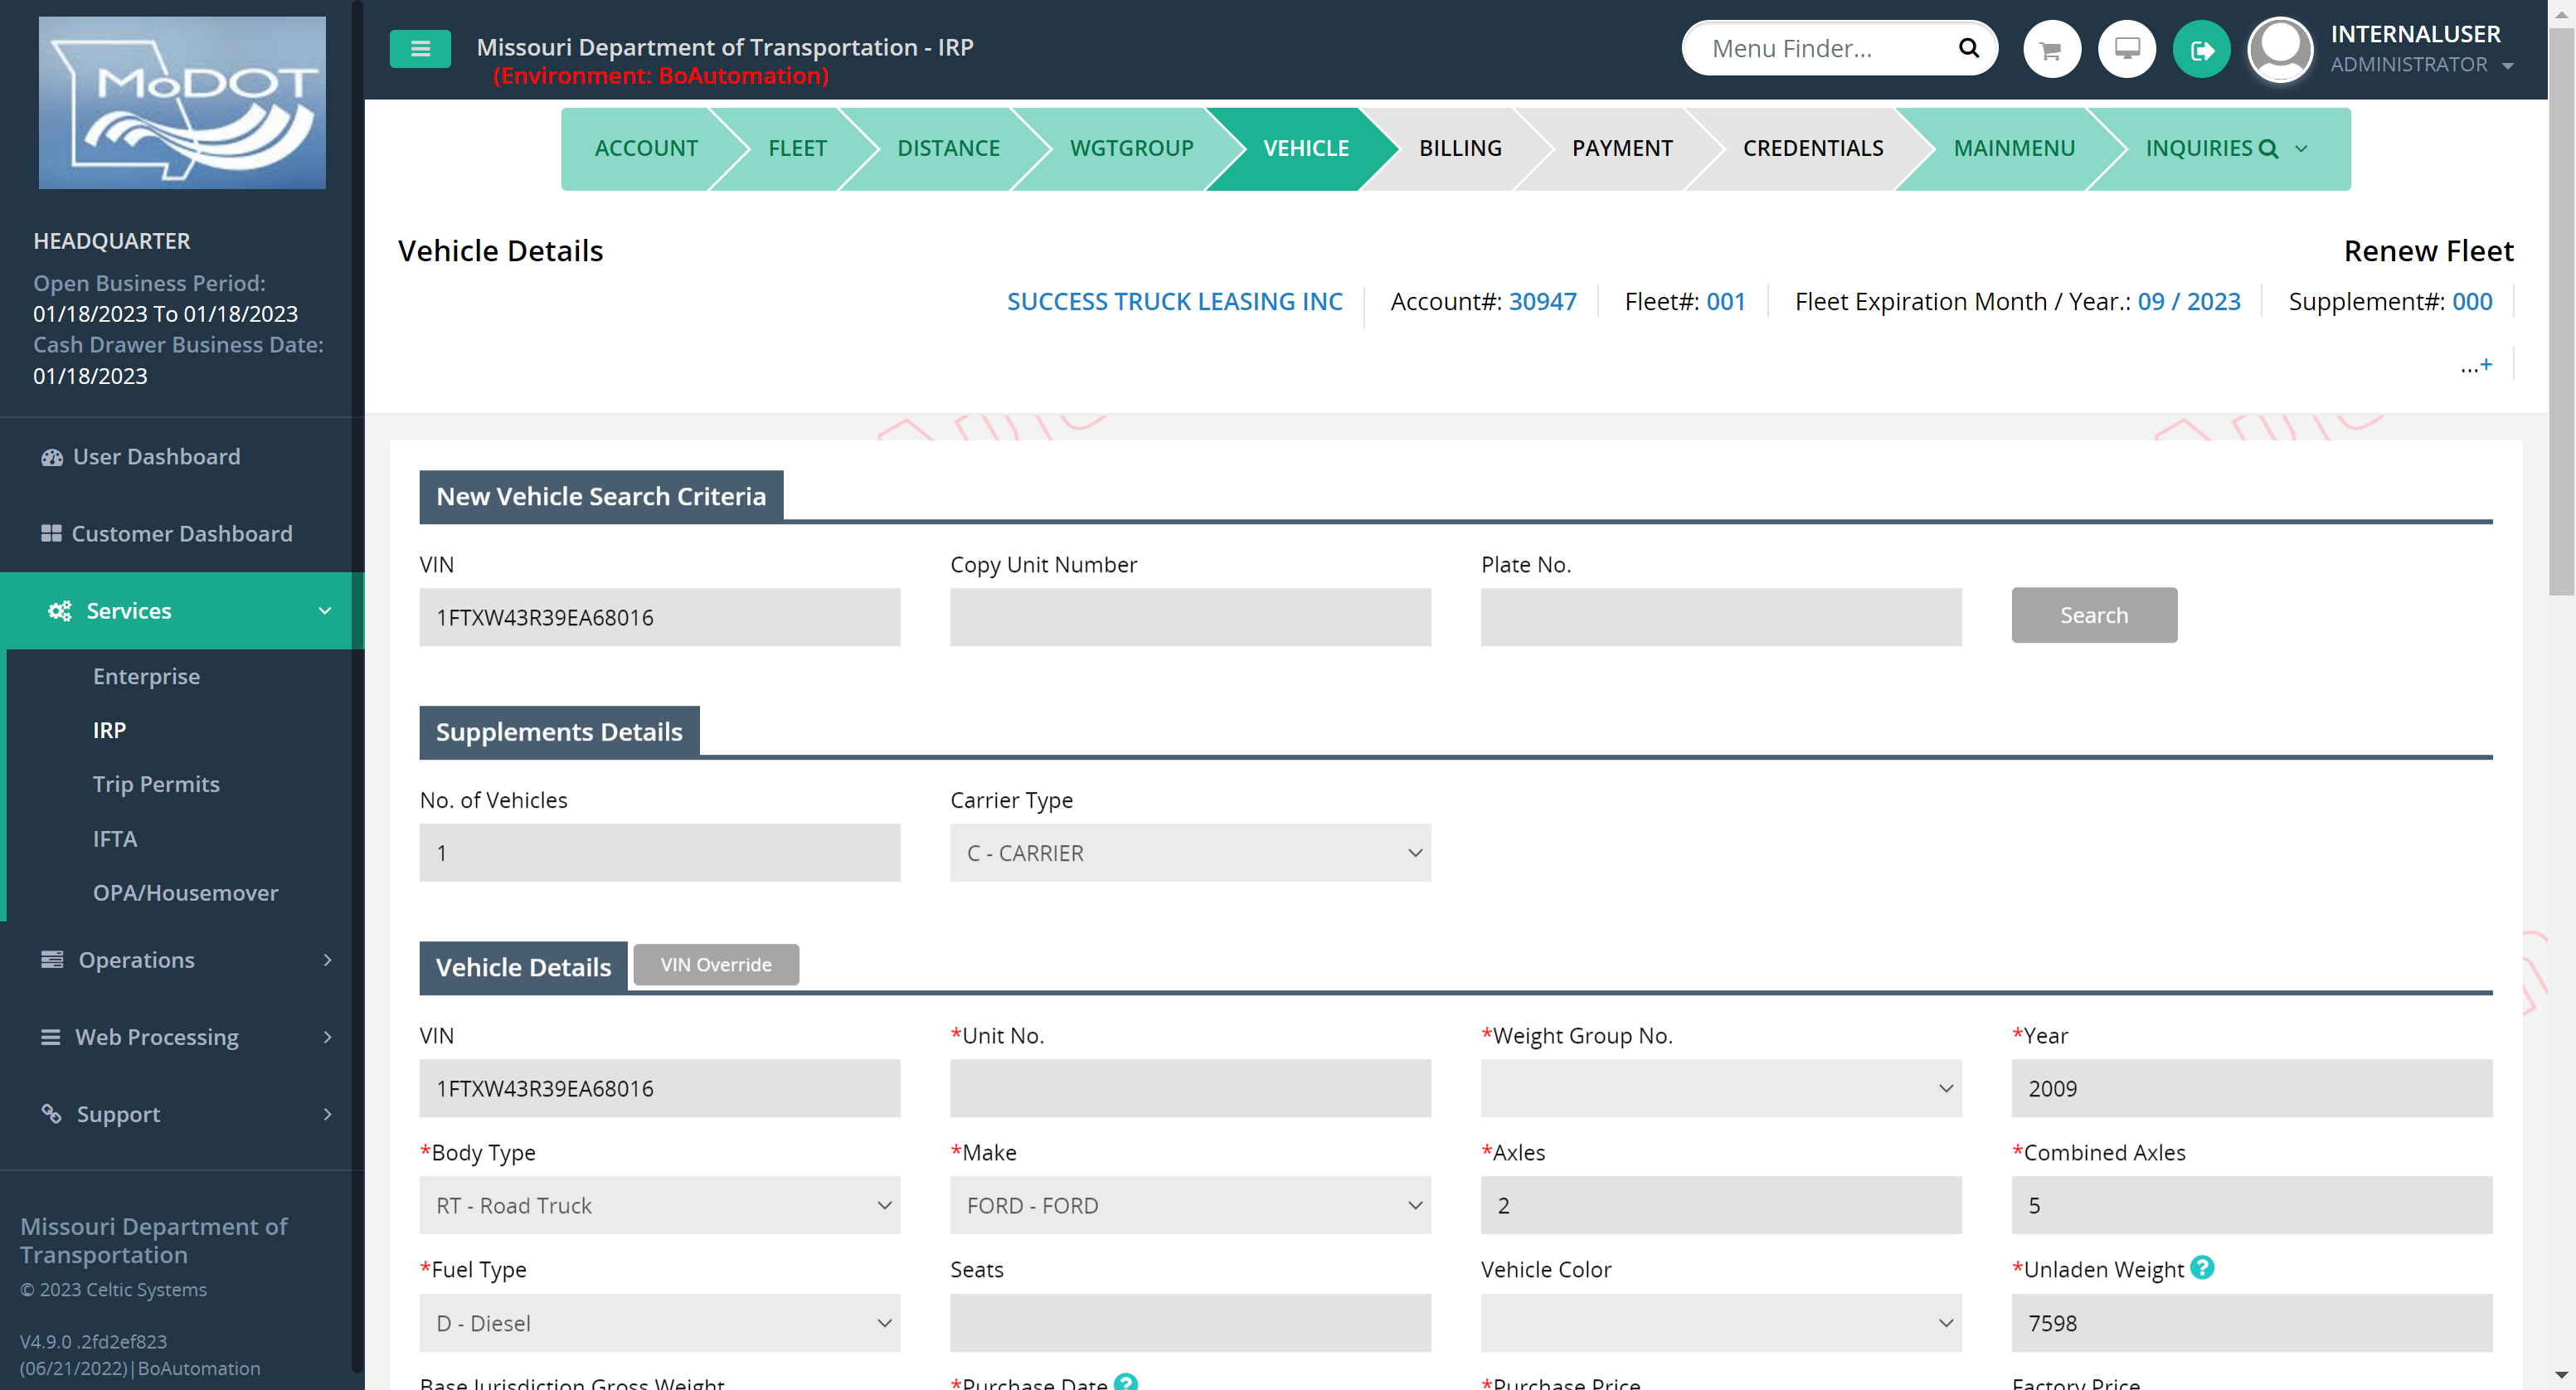 MoDOT
HEADQUARTER
Open Business Period:
01/18/2023 To 01/18/2023
Cash Drawer Business Date:
01/18/2023
User Dashboard
Customer Dashboard
Services
Enterprise
IRP
Trip Permits
IFTA
OPA/Housemover
Operations
Web Processing
Support
Missouri Department of
Transportation
© 2023 Celtic Systems
V4.9.0 .2fd2ef823
(06/21/2022)|BoAutomation
Missouri Department of Transportation - IRP
(Environment: BoAutomation)
Menu Finder...
INTERNALUSER
ADMINISTRATOR
ACCOUNT FLEET DISTANCE WGTGROUP VEHICLE BILLING PAYMENT CREDENTIALS MAINMENU INQUIRIES
Vehicle Details
Renew Fleet
SUCCESS TRUCK LEASING INC Account#: 30947 Fleet#: 001 Fleet Expiration Month / Year.: 09 / 2023 Supplement#: 000
...+
New Vehicle Search Criteria
VIN Copy Unit Number Plate No.
1FTXW43R39EA68016 Search
Supplements Details
No. of Vehicles Carrier Type
1 C - CARRIER
Vehicle Details VIN Override
VIN *Unit No. *Weight Group No. *Year
1FTXW43R39EA68016 2009
*Body Type *Make *Axles *Combined Axles
RT - Road Truck FORD - FORD 2 5
*Fuel Type Seats Vehicle Color *Unladen Weight ?
D - Diesel 7598
Base Jurisdiction Gross Weight *Purchase Date ? *Purchase Price Factory Price